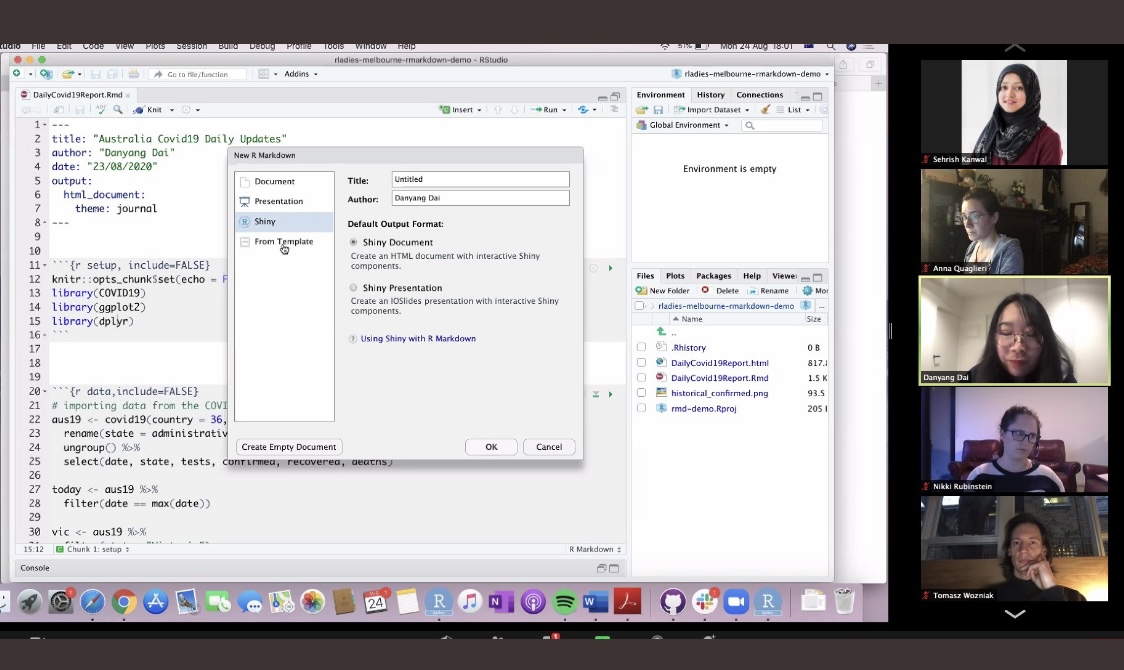 tudio File Edit Code View Plots Session Build Debug Profile Tools Window Help 51% Mon 24 Aug 18:01
rladies-melbourne-rmarkdown-demo - RStudio
Go to file/function Addins rladies-melbourne-rmarkdown-demo
DailyCovid19Report.Rmd
Knit Insert Run
1 ---
2 title: "Australia Covid19 Daily Updates"
3 author: "Danyang Dai"
4 date: "23/08/2020"
5 output:
6 html_document:
7 theme: journal
8 ---
9
10
11 ```{r setup, include=FALSE}
12 knitr::opts_chunk$set(echo = F
13 library(COVID19)
14 library(ggplot2)
15 library(dplyr)
16 ```
17
18
19
20 ```{r data,include=FALSE}
21 # importing data from the COVI
22 aus19 <- covid19(country = 36,
23 rename(state = administrativ
24 ungroup() %>%
25 select(date, state, tests, confirmed, recovered, deaths)
26
27 today <- aus19 %>%
28 filter(date == max(date))
29
30 vic <- aus19 %>%
15:12 Chunk 1: setup R Markdown
Console
New R Markdown
Document
Presentation
Shiny
From Template
Title: Untitled
Author: Danyang Dai
Default Output Format:
Shiny Document
Create an HTML document with interactive Shiny
components.
Shiny Presentation
Create an IOSlides presentation with interactive Shiny
components.
Using Shiny with R Markdown
Create Empty Document OK Cancel
Environment History Connections
Import Dataset List
Global Environment
Environment is empty
Files Plots Packages Help Viewe
New Folder Delete Rename Mor
rladies-melbourne-rmarkdown-demo ...
Name Size
..
.Rhistory 0 B
DailyCovid19Report.html 817.
DailyCovid19Report.Rmd 1.5 K
historical_confirmed.png 93.5
rmd-demo.Rproj 205
24
Sehrish Kanwal
Anna Quaglieri
Danyang Dai
Nikki Rubinstein
Tomasz Wozniak
1